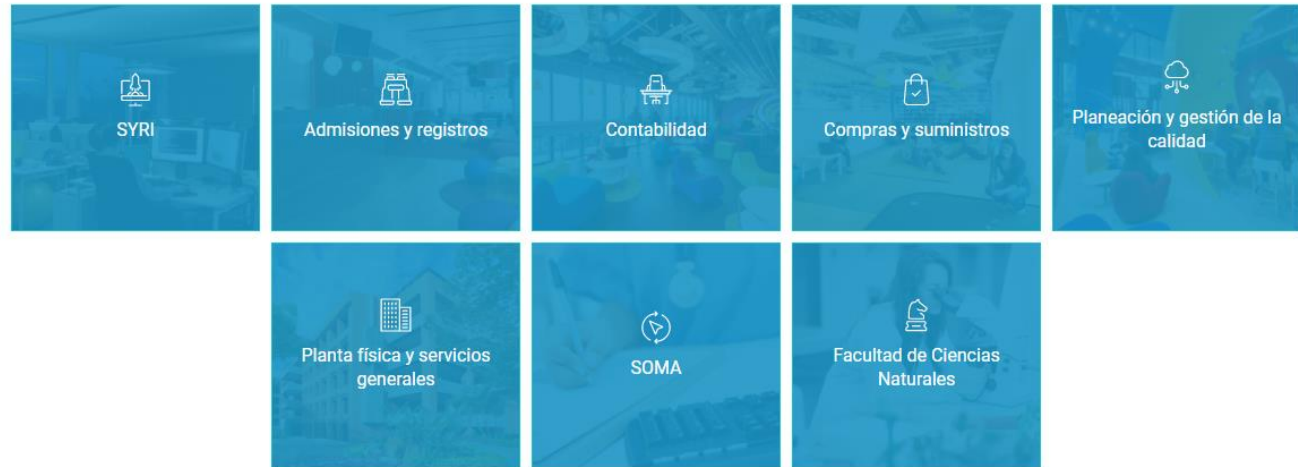 SYRI
Admisiones y registros
Contabilidad
Compras y suministros
Planeación y gestión de la
calidad
Planta física y servicios
generales
SOMA
Facultad de Ciencias
Naturales